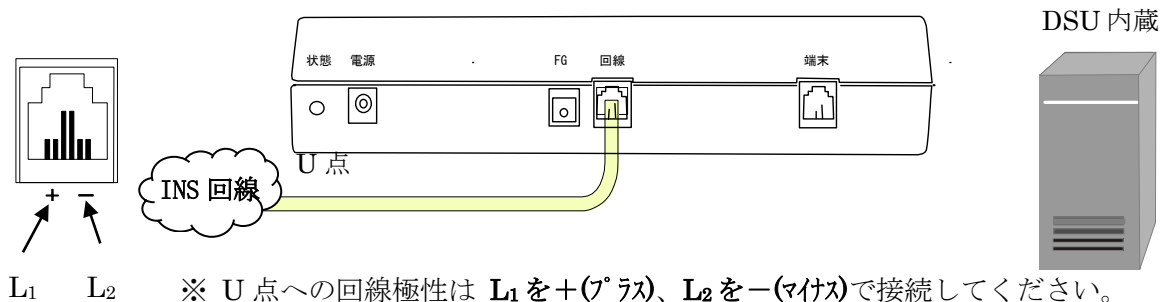 DSU 内蔵
状態 電源 FG 回線 端末
U 点
INS 回線
+ −
L₁ L₂ ※ U 点への回線極性は L₁を+(プラス)、L₂を−(マイナス)で接続してください。